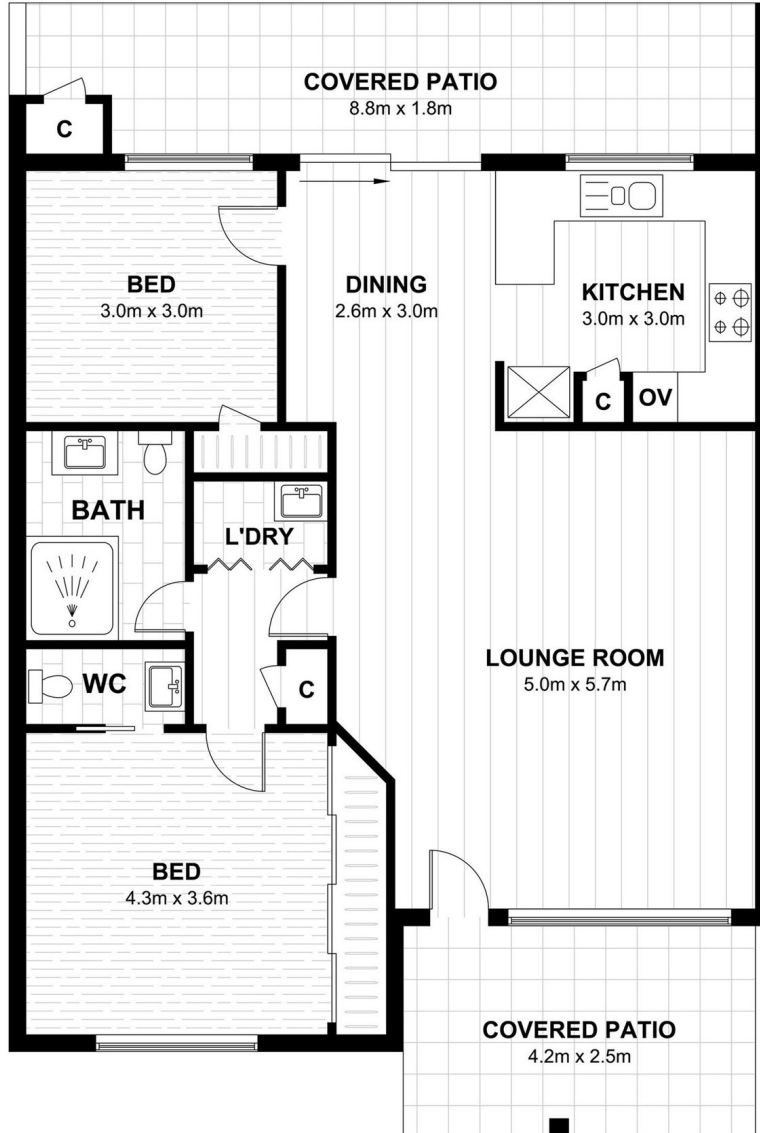 COVERED PATIO
8.8m x 1.8m
C
BED
3.0m x 3.0m
DINING
2.6m x 3.0m
KITCHEN
3.0m x 3.0m
C
OV
BATH
L'DRY
WC
C
LOUNGE ROOM
5.0m x 5.7m
BED
4.3m x 3.6m
COVERED PATIO
4.2m x 2.5m